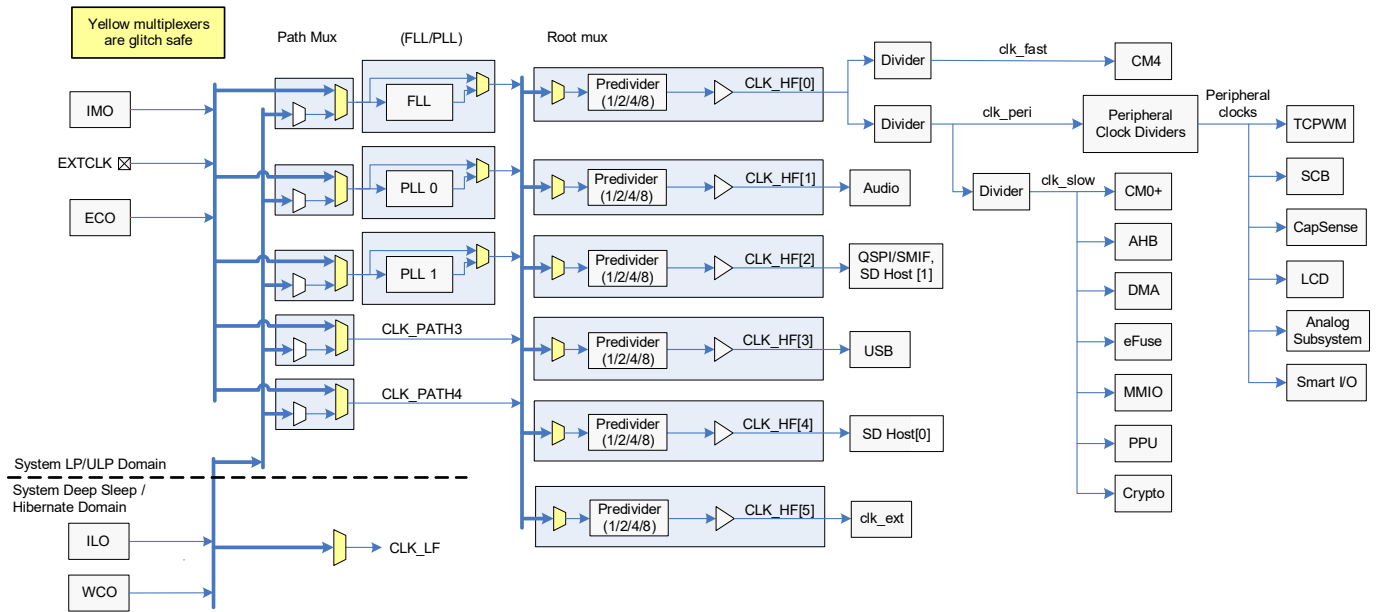 Yellow multiplexers
are glitch safe
Path Mux
(FLL/PLL)
Root mux
IMO
EXTCLK
ECO
FLL
PLL 0
PLL 1
CLK_PATH3
CLK_PATH4
Predivider
(1/2/4/8)
CLK_HF[0]
Predivider
(1/2/4/8)
CLK_HF[1]
Audio
Predivider
(1/2/4/8)
CLK_HF[2]
QSPI/SMIF,
SD Host [1]
Predivider
(1/2/4/8)
CLK_HF[3]
USB
Predivider
(1/2/4/8)
CLK_HF[4]
SD Host[0]
Predivider
(1/2/4/8)
CLK_HF[5]
clk_ext
Divider
clk_fast
CM4
Divider
clk_peri
Peripheral
Clock Dividers
Peripheral
clocks
Divider
clk_slow
CM0+
AHB
DMA
eFuse
MMIO
PPU
Crypto
TCPWM
SCB
CapSense
LCD
Analog
Subsystem
Smart I/O
System LP/ULP Domain
System Deep Sleep /
Hibernate Domain
ILO
WCO
CLK_LF